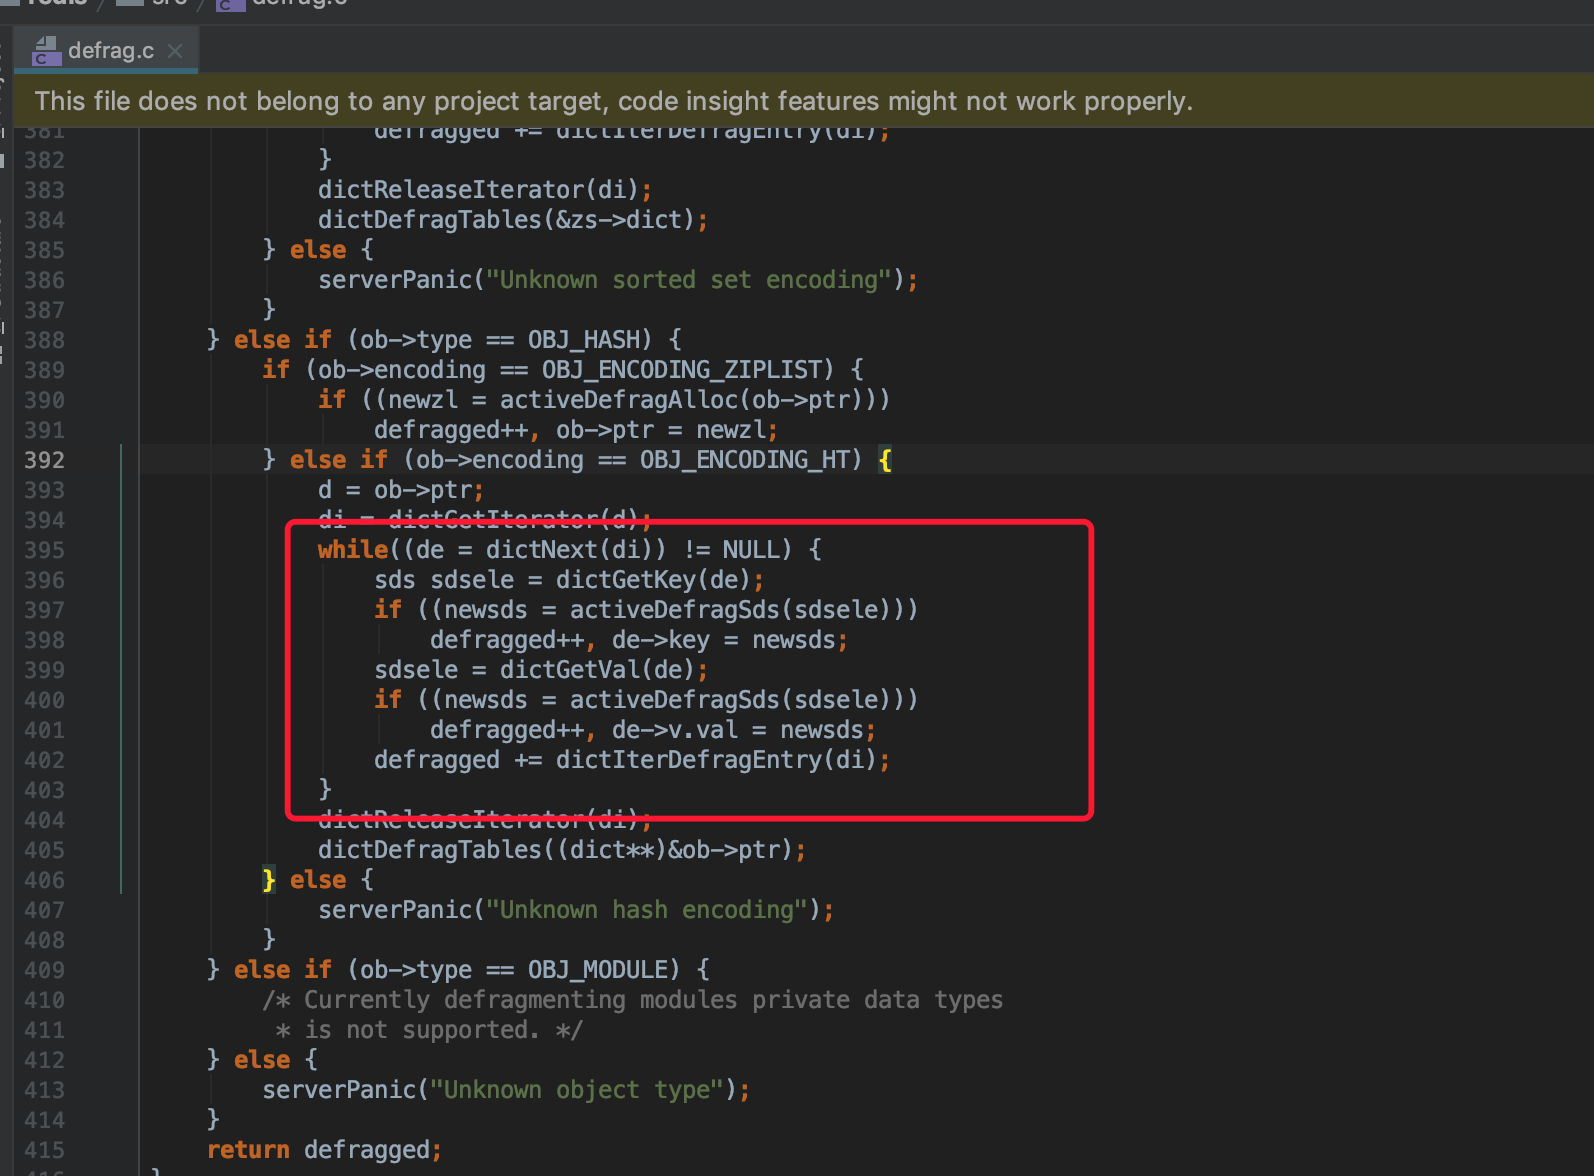 redis / src / defrag.c
defrag.c
This file does not belong to any project target, code insight features might not work properly.
381 defragged += dictIterDefragEntry(di);
382 }
383 dictReleaseIterator(di);
384 dictDefragTables(&zs->dict);
385 } else {
386 serverPanic("Unknown sorted set encoding");
387 }
388 } else if (ob->type == OBJ_HASH) {
389 if (ob->encoding == OBJ_ENCODING_ZIPLIST) {
390 if ((newzl = activeDefragAlloc(ob->ptr)))
391 defragged++, ob->ptr = newzl;
392 } else if (ob->encoding == OBJ_ENCODING_HT) {
393 d = ob->ptr;
394 di = dictGetIterator(d);
395 while((de = dictNext(di)) != NULL) {
396 sds sdsele = dictGetKey(de);
397 if ((newsds = activeDefragSds(sdsele)))
398 defragged++, de->key = newsds;
399 sdsele = dictGetVal(de);
400 if ((newsds = activeDefragSds(sdsele)))
401 defragged++, de->v.val = newsds;
402 defragged += dictIterDefragEntry(di);
403 }
404 dictReleaseIterator(di);
405 dictDefragTables((dict**)&ob->ptr);
406 } else {
407 serverPanic("Unknown hash encoding");
408 }
409 } else if (ob->type == OBJ_MODULE) {
410 /* Currently defragmenting modules private data types
411 * is not supported. */
412 } else {
413 serverPanic("Unknown object type");
414 }
415 return defragged;
416 }